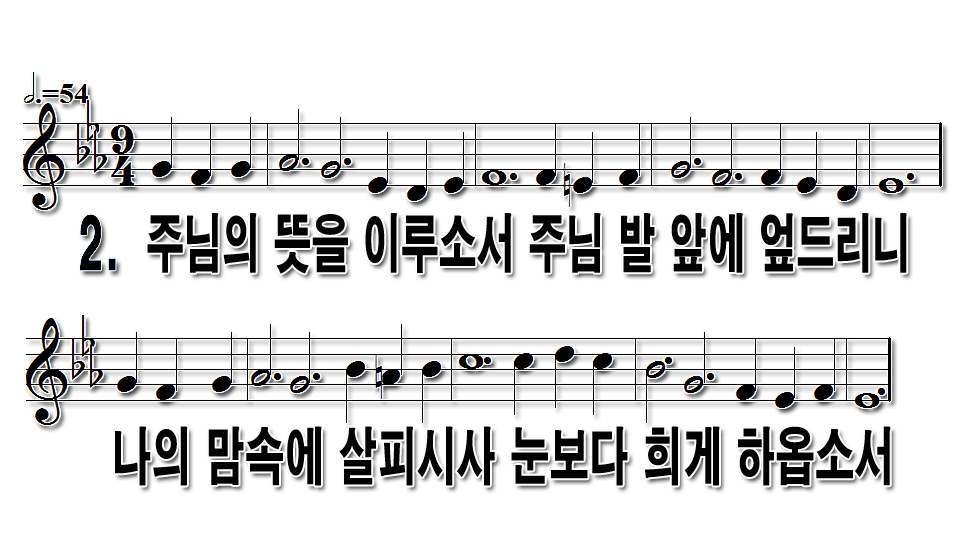 𝅗𝅥.=54
9
4
2. 주님의 뜻을 이루소서 주님 발 앞에 엎드리니
나의 맘속에 살피시사 눈보다 희게 하옵소서